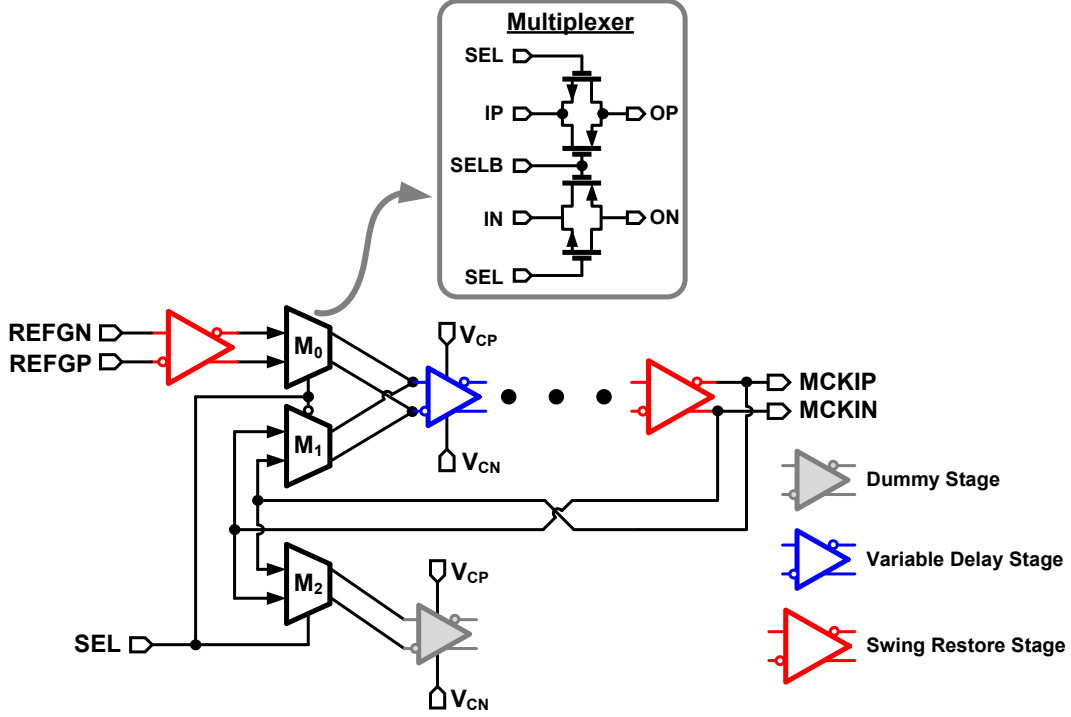 Multiplexer
SEL
IP
OP
SELB
IN
ON
SEL
REFGN
REFGP
M0
VCP
MCKIP
MCKIN
M1
VCN
Dummy Stage
Variable Delay Stage
M2
VCP
SEL
Swing Restore Stage
VCN